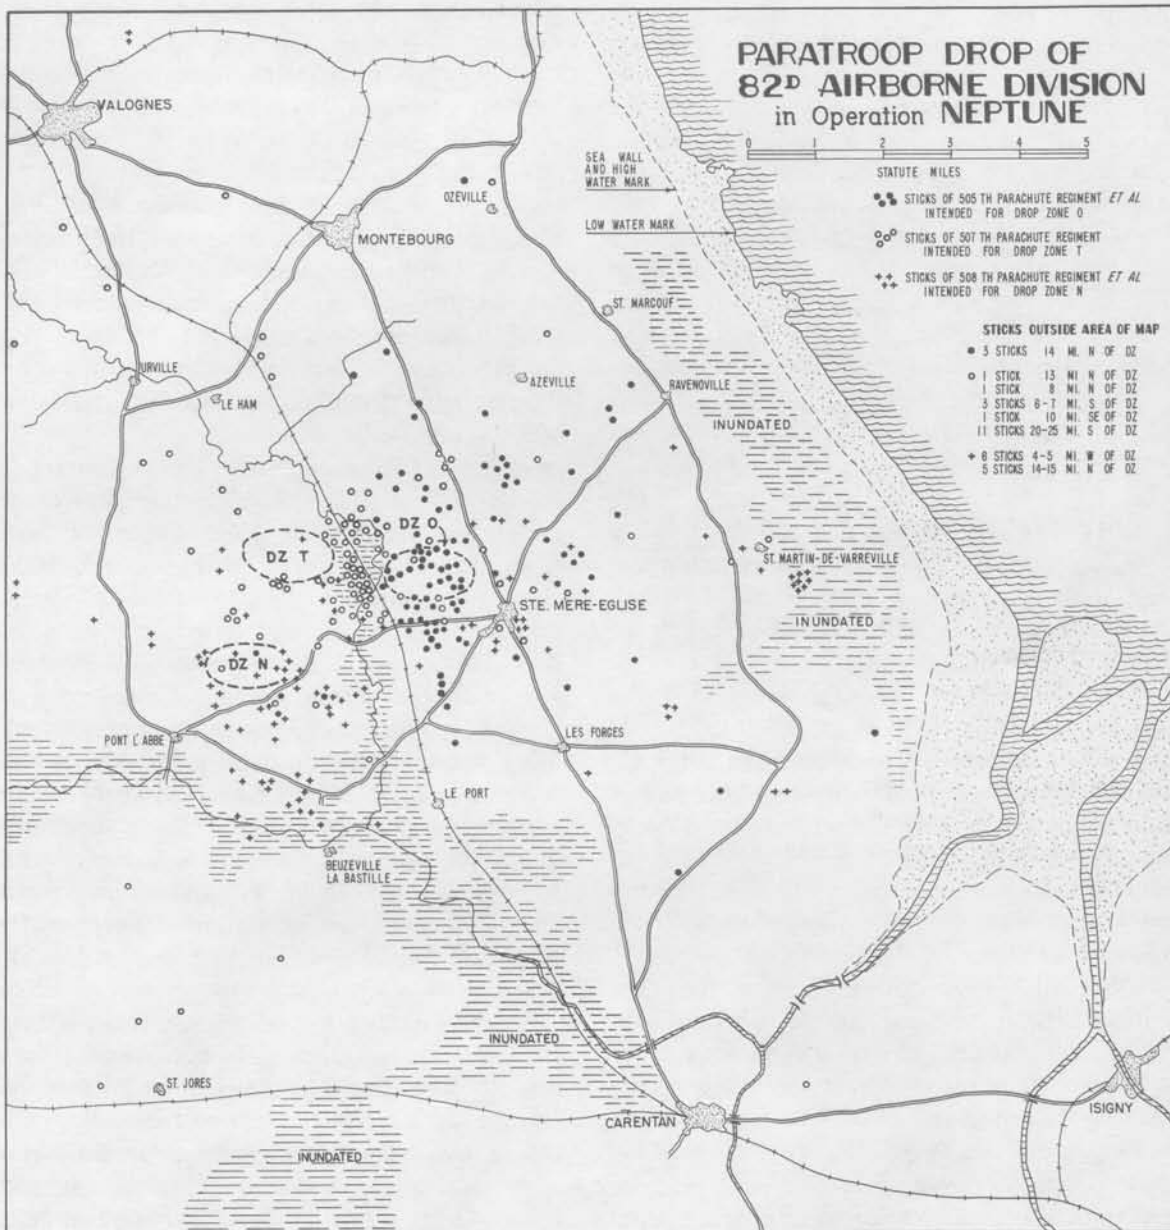 PARATROOP DROP OF
82D AIRBORNE DIVISION
in Operation NEPTUNE
0 1 2 3 4 5
STATUTE MILES
STICKS OF 505 TH PARACHUTE REGIMENT ET AL
INTENDED FOR DROP ZONE O
STICKS OF 507 TH PARACHUTE REGIMENT
INTENDED FOR DROP ZONE T
STICKS OF 508 TH PARACHUTE REGIMENT ET AL
INTENDED FOR DROP ZONE N
STICKS OUTSIDE AREA OF MAP
3 STICKS 14 MI. N OF DZ
1 STICK 13 MI. N OF DZ
1 STICK 8 MI. N OF DZ
3 STICKS 6-7 MI. S OF DZ
1 STICK 10 MI. SE OF DZ
11 STICKS 20-25 MI. S OF DZ
6 STICKS 4-5 MI. W OF DZ
5 STICKS 14-15 MI. N OF DZ
VALOGNES
SEA WALL
AND HIGH
WATER MARK
LOW WATER MARK
OZEVILLE
MONTEBOURG
ST. MARCOUF
URVILLE
LE HAM
AZEVILLE
RAVENOVILLE
INUNDATED
DZ O
DZ T
ST. MARTIN-DE-VARREVILLE
STE. MERE-EGLISE
INUNDATED
DZ N
PONT L'ABBE
LES FORGES
LE PORT
BEUZEVILLE
LA BASTILLE
INUNDATED
ST. JORES
CARENTAN
ISIGNY
INUNDATED